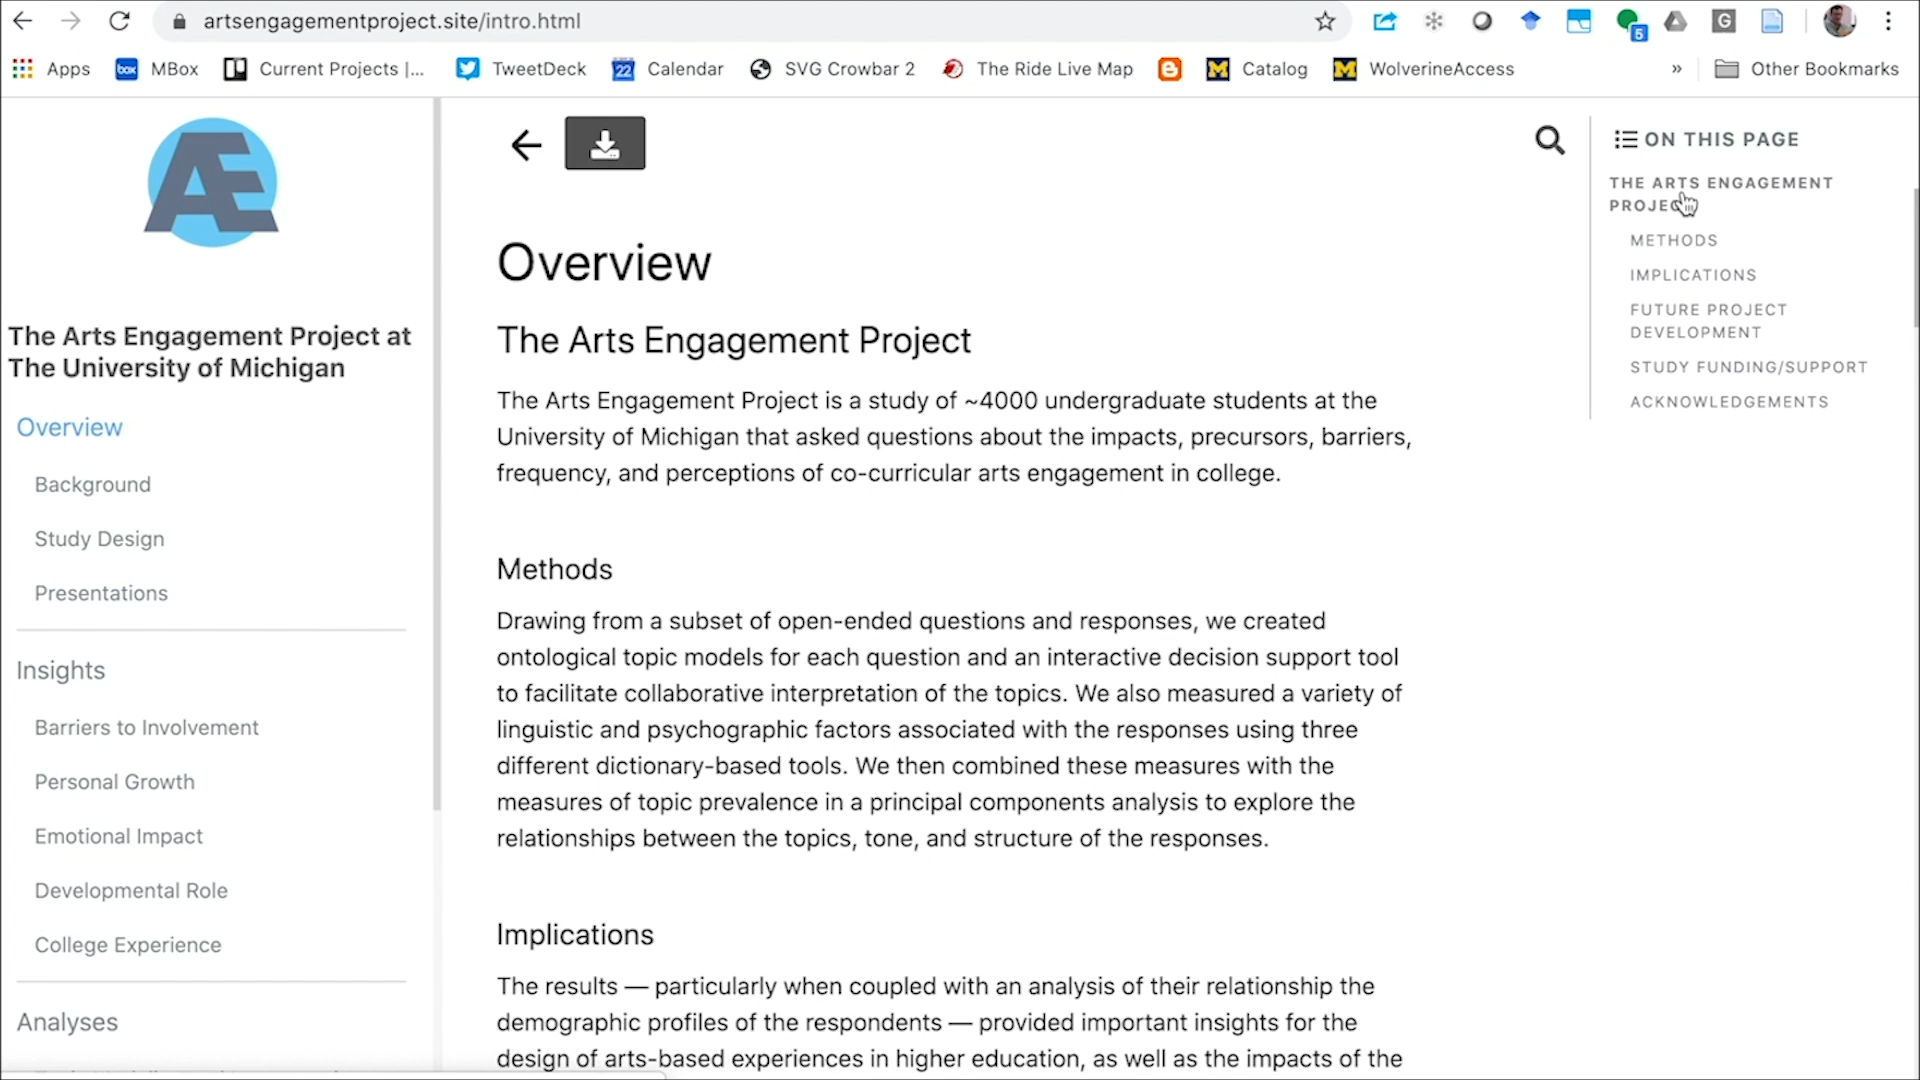 artsengagementproject.site/intro.html
5
Apps
box
MBox
Current Projects |...
TweetDeck
22
Calendar
SVG Crowbar 2
The Ride Live Map
M
Catalog
M
WolverineAccess
»
Other Bookmarks
G
AE
The Arts Engagement Project at
The University of Michigan
Overview
Background
Study Design
Presentations
Insights
Barriers to Involvement
Personal Growth
Emotional Impact
Developmental Role
College Experience
Analyses
Overview
The Arts Engagement Project
The Arts Engagement Project is a study of ~4000 undergraduate students at the
University of Michigan that asked questions about the impacts, precursors, barriers,
frequency, and perceptions of co-curricular arts engagement in college.
Methods
Drawing from a subset of open-ended questions and responses, we created
ontological topic models for each question and an interactive decision support tool
to facilitate collaborative interpretation of the topics. We also measured a variety of
linguistic and psychographic factors associated with the responses using three
different dictionary-based tools. We then combined these measures with the
measures of topic prevalence in a principal components analysis to explore the
relationships between the topics, tone, and structure of the responses.
Implications
The results — particularly when coupled with an analysis of their relationship the
demographic profiles of the respondents — provided important insights for the
design of arts-based experiences in higher education, as well as the impacts of the
ON THIS PAGE
THE ARTS ENGAGEMENT
PROJECT
METHODS
IMPLICATIONS
FUTURE PROJECT
DEVELOPMENT
STUDY FUNDING/SUPPORT
ACKNOWLEDGEMENTS